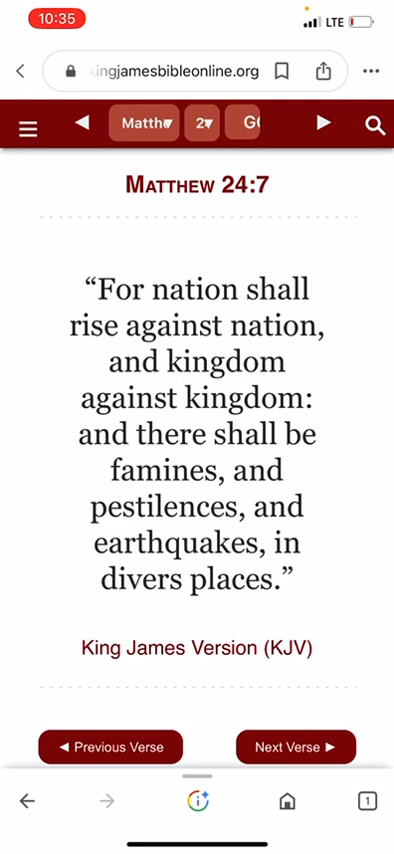 10:35
LTE
kingjamesbibleonline.org
Matth
2
GO
MATTHEW 24:7
“For nation shall
rise against nation,
and kingdom
against kingdom:
and there shall be
famines, and
pestilences, and
earthquakes, in
divers places.”
King James Version (KJV)
Previous Verse
Next Verse
1